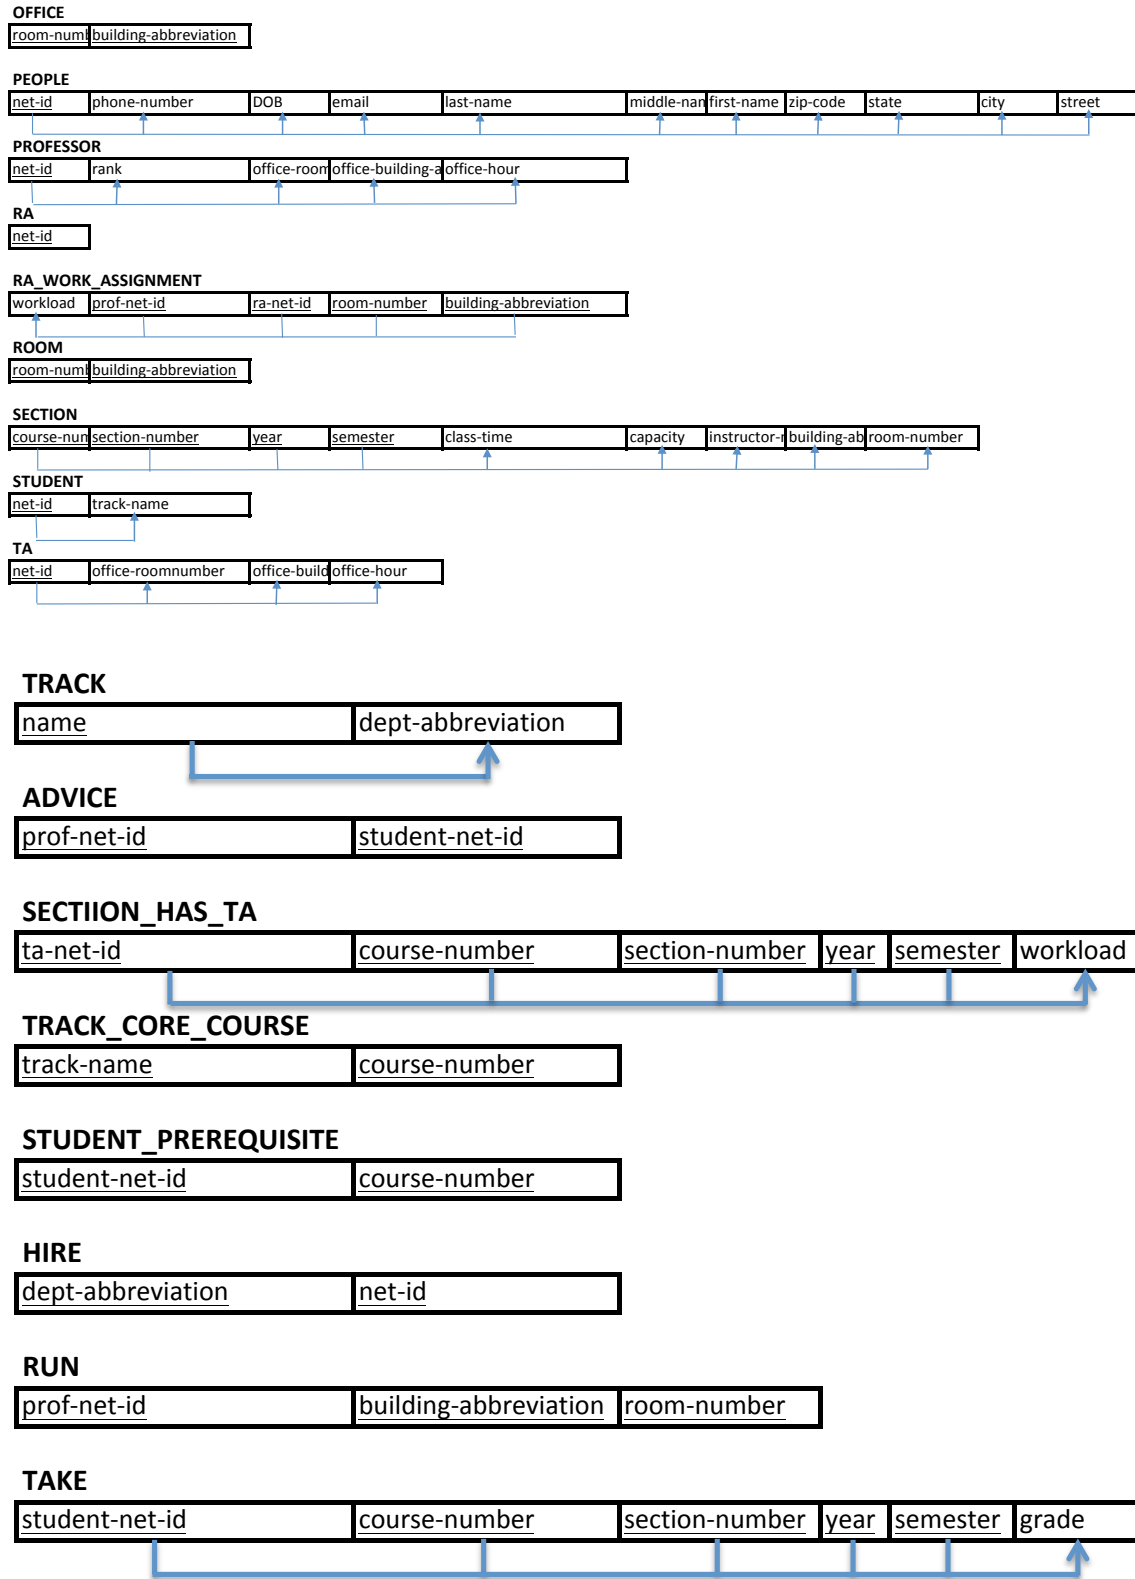 OFFICE
room-numb building-abbreviation
PEOPLE
net-id phone-number DOB email last-name middle-nam first-name zip-code state city street
PROFESSOR
net-id rank office-room office-building-a office-hour
RA
net-id
RA_WORK_ASSIGNMENT
workload prof-net-id ra-net-id room-number building-abbreviation
ROOM
room-numb building-abbreviation
SECTION
course-num section-number year semester class-time capacity instructor-n building-ab room-number
STUDENT
net-id track-name
TA
net-id office-roomnumber office-build office-hour
TRACK
name dept-abbreviation
ADVICE
prof-net-id student-net-id
SECTIION_HAS_TA
ta-net-id course-number section-number year semester workload
TRACK_CORE_COURSE
track-name course-number
STUDENT_PREREQUISITE
student-net-id course-number
HIRE
dept-abbreviation net-id
RUN
prof-net-id building-abbreviation room-number
TAKE
student-net-id course-number section-number year semester grade